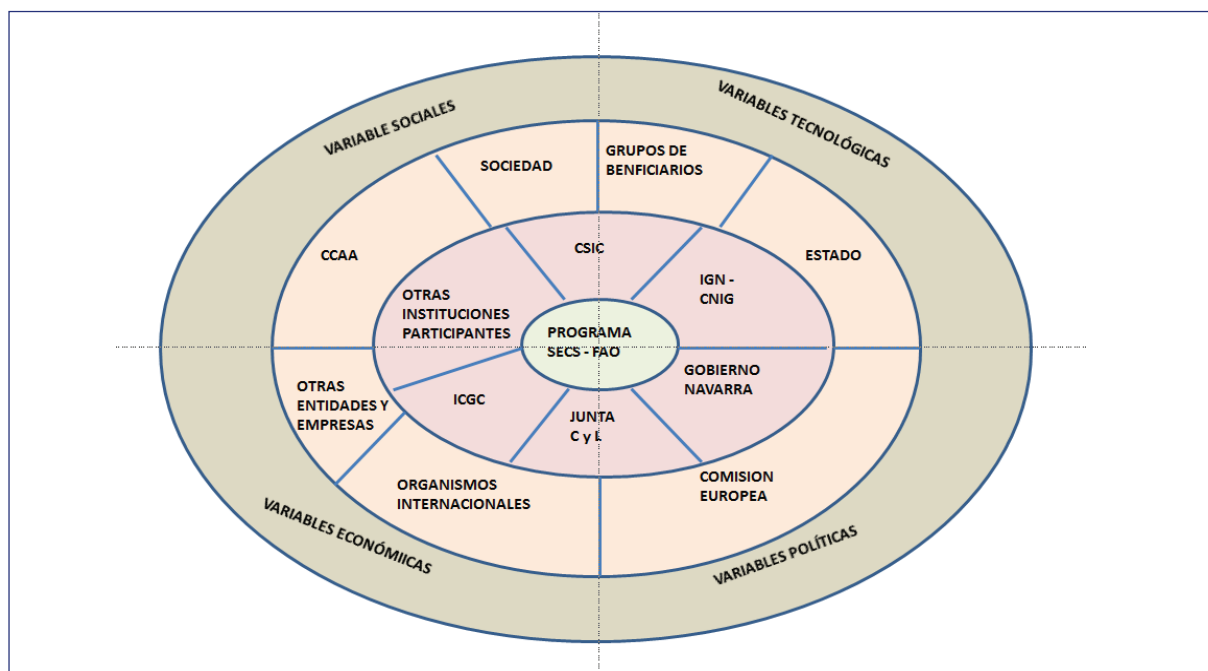 VARIABLE SOCIALES
VARIABLES TECNOLÓGICAS
SOCIEDAD
GRUPOS DE
BENFICIARIOS
CCAA
ESTADO
CSIC
IGN -
CNIG
OTRAS
INSTITUCIONES
PARTICIPANTES
PROGRAMA
SECS - FAO
GOBIERNO
NAVARRA
ICGC
JUNTA
C y L
OTRAS
ENTIDADES Y
EMPRESAS
ORGANISMOS
INTERNACIONALES
COMISION
EUROPEA
VARIABLES ECONÓMIICAS
VARIABLES POLÍTICAS